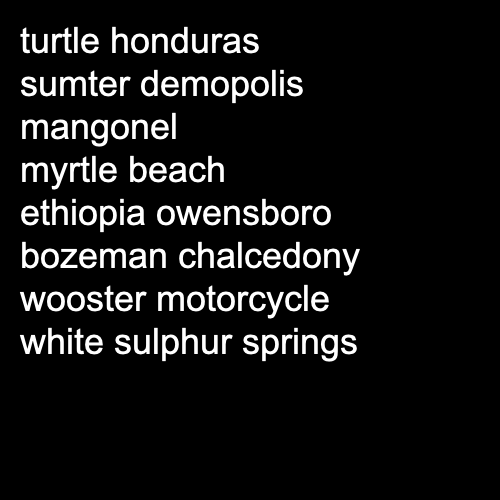 turtle honduras
sumter demopolis
mangonel
myrtle beach
ethiopia owensboro
bozeman chalcedony
wooster motorcycle
white sulphur springs